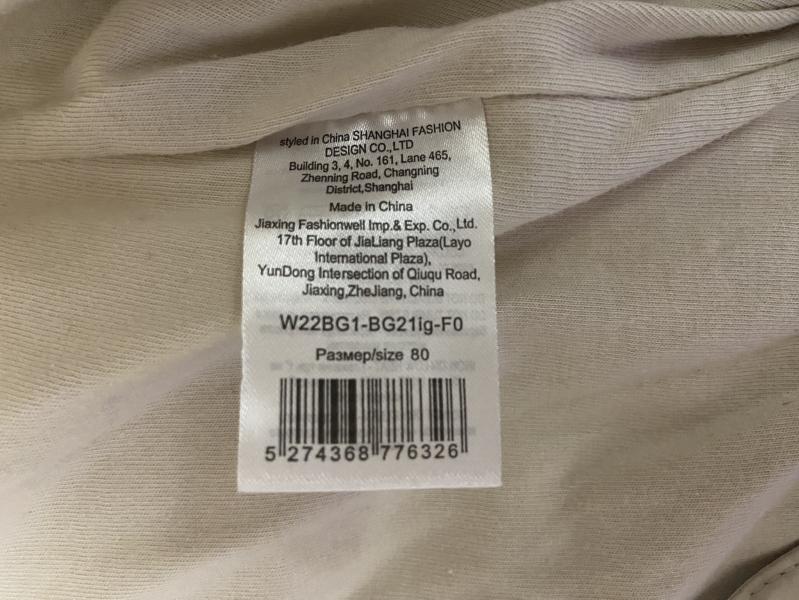 styled in China SHANGHAI FASHION
DESIGN CO.,LTD
Building 3, 4, No. 161, Lane 465,
Zhenning Road, Changning
District,Shanghai
Made in China
Jiaxing Fashionwell Imp.& Exp. Co.,Ltd.
17th Floor of JiaLiang Plaza(Layo
International Plaza),
YunDong Intersection of Qiuqu Road,
Jiaxing,ZheJiang, China
W22BG1-BG21ig-F0
Размер/size 80
5 274368 776326